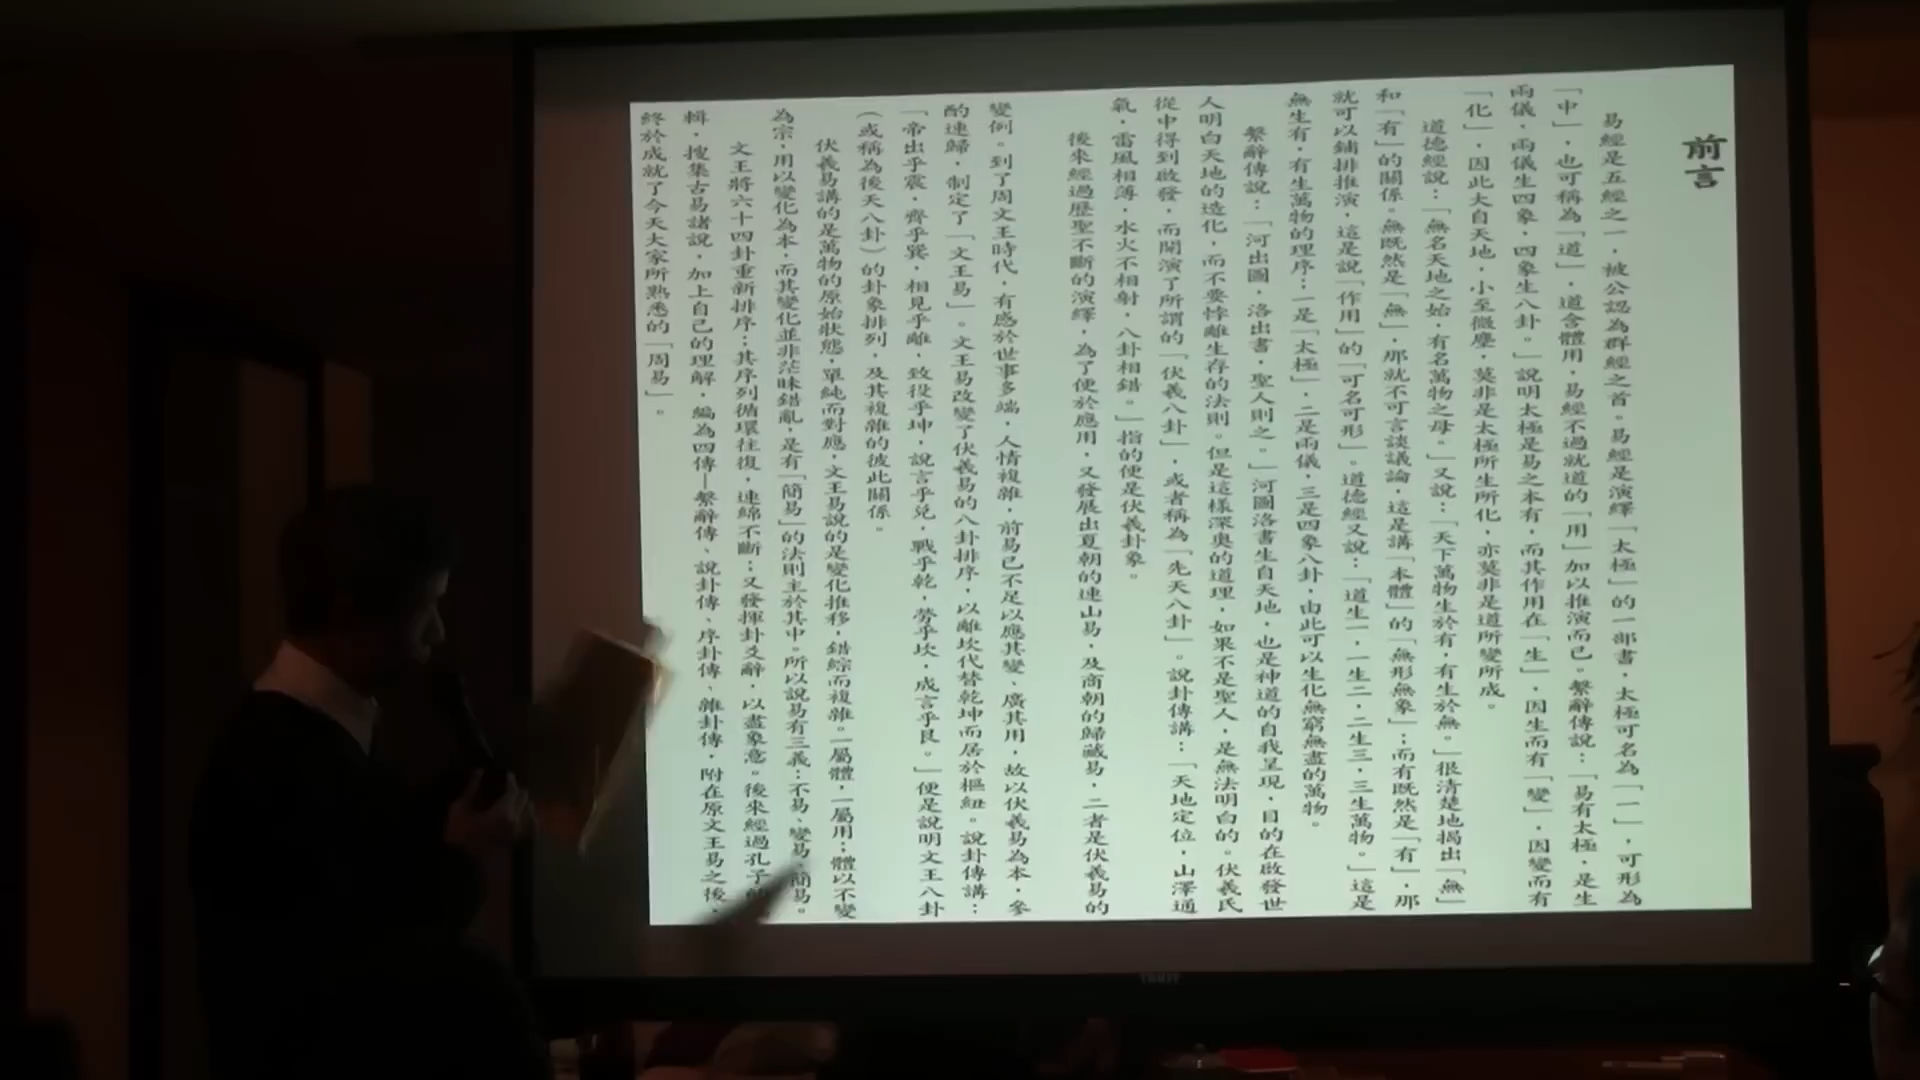 前言
易經是五經之一，被公認為群經之首。易經是演繹「太極」的一部書，太極可名為「一」，可形為
「中」，也可稱為「道」，道含體用，易經不過就道的「用」加以推演而已。繫辭傳說：「易有太極，是生
兩儀，兩儀生四象，四象生八卦。」說明太極是易之本有，而其作用在「生」，因生而有「變」，因變而有
「化」，因此大自天地，小至微塵，莫非是太極所生所化，亦莫非是道所變所成。
道德經說：「無名天地之始，有名萬物之母。」又說：「天下萬物生於有，有生於無。」很清楚地揭出「無」
和「有」的關係。無既然是「無」，那就不可言談議論，這是講「本體」的「無形無象」；而有既然是「有」，那
就可以鋪排推演，這是說「作用」的「可名可形」。道德經又說：「道生一，一生二，二生三，三生萬物。」這是
無生有，有生萬物的理序；一是「太極」，二是兩儀，三是四象八卦，由此可以生化無窮無盡的萬物。
繫辭傳說：「河出圖，洛出書，聖人則之。」河圖洛書生自天地，也是神道的自我呈現，目的在啟發世
人明白天地的造化，而不要悖離生存的法則。但是這樣深奧的道理，如果不是聖人，是無法明白的。伏羲氏
從中得到啟發，而開演了所謂的「伏羲八卦」，或者稱為「先天八卦」。說卦傳講：「天地定位，山澤通
氣，雷風相薄，水火不相射，八卦相錯。」指的便是伏羲卦象。
後來經過歷聖不斷的演繹，為了便於應用，又發展出夏朝的連山易，及商朝的歸藏易，二者是伏羲易的
變例。到了周文王時代，有感於世事多端，人情複雜，前易已不足以應其變、廣其用，故以伏羲易為本，參
酌連歸，制定了「文王易」。文王易改變了伏羲易的八卦排序，以離坎代替乾坤而居於樞紐。說卦傳講：
「帝出乎震，齊乎巽，相見乎離，致役乎坤，說言乎兌，戰乎乾，勞乎坎，成言乎艮。」便是說明文王八卦
（或稱為後天八卦）的卦象排列，及其複雜的彼此關係。
伏羲易講的是萬物的原始狀態，單純而對應，文王易說的是變化推移，錯綜而複雜。一屬體，一屬用；體以不變
為宗，用以變化為本，而其變化並非茫昧錯亂，是有「簡易」的法則主於其中。所以說易有三義：不易、變易、簡易。
文王將六十四卦重新排序；其序列循環往復，連綿不斷；又發揮卦爻辭，以盡象意。後來經過孔子
輯，搜集古易諸說，加上自己的理解，編為四傳—繫辭傳、說卦傳、序卦傳、雜卦傳，附在原文王易之後，
終於成就了今天大家所熟悉的「周易」。